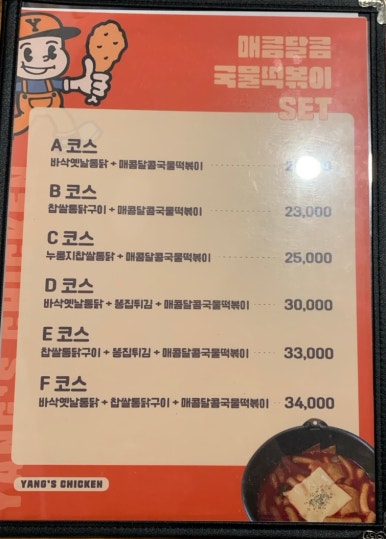 Y
매콤달콤
국물떡볶이
SET
A 코스
바삭옛날통닭 + 매콤달콤국물떡볶이
B 코스
찹쌀통닭구이 + 매콤달콤국물떡볶이 23,000
C 코스
누룽지찹쌀통닭 + 매콤달콤국물떡볶이 25,000
D 코스
바삭옛날통닭 + 똥집튀김 + 매콤달콤국물떡볶이 30,000
E 코스
찹쌀통닭구이 + 똥집튀김 + 매콤달콤국물떡볶이 33,000
F 코스
바삭옛날통닭 + 찹쌀통닭구이 + 매콤달콤국물떡볶이 34,000
YANG'S CHICKEN
YANG'S CHICKEN